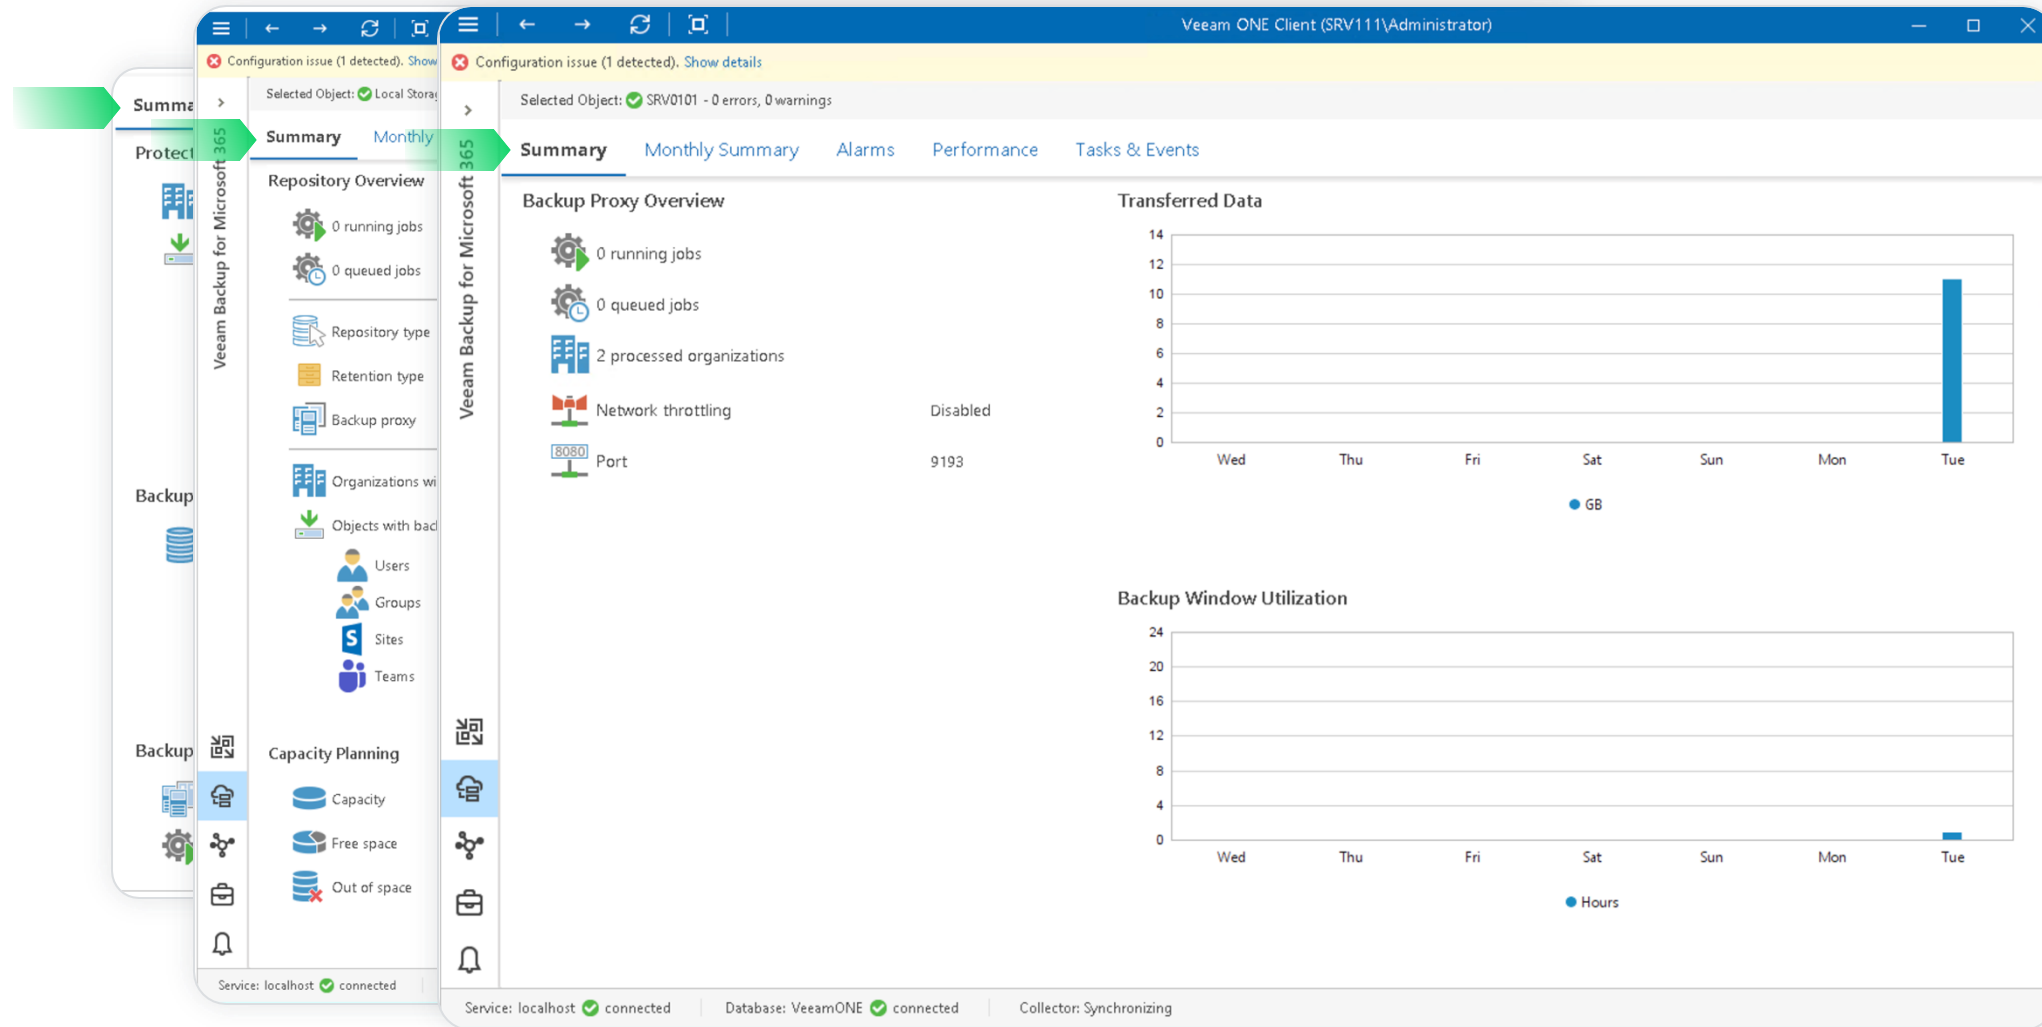 Summa
Protect
Backup
Backup
Configuration issue (1 detected). Show
Selected Object: Local Storag
Veeam Backup for Microsoft 365
Summary
Monthly
Repository Overview
0 running jobs
0 queued jobs
Repository type
Retention type
Backup proxy
Organizations wi
Objects with bac
Users
Groups
Sites
Teams
Capacity Planning
Capacity
Free space
Out of space
Service: localhost connected
Veeam ONE Client (SRV111\Administrator)
Configuration issue (1 detected). Show details
Selected Object: SRV0101 - 0 errors, 0 warnings
Veeam Backup for Microsoft 365
Summary Monthly Summary Alarms Performance Tasks & Events
Backup Proxy Overview
0 running jobs
0 queued jobs
2 processed organizations
Network throttling Disabled
8080
Port 9193
Transferred Data
14
12
10
8
6
4
2
0
Wed Thu Fri Sat Sun Mon Tue
GB
Backup Window Utilization
24
20
16
12
8
4
0
Wed Thu Fri Sat Sun Mon Tue
Hours
Service: localhost connected Database: VeeamONE connected Collector: Synchronizing